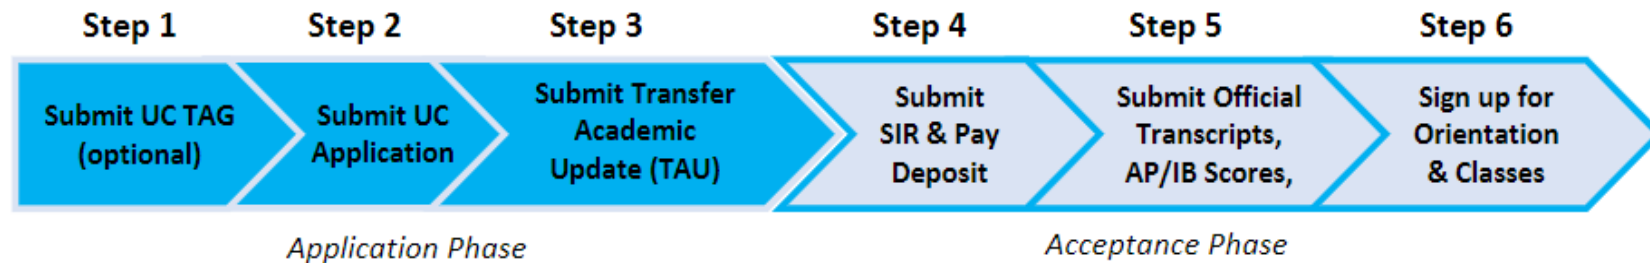 Step 1
Step 2
Step 3
Step 4
Step 5
Step 6
Submit UC TAG
(optional)
Submit UC
Application
Submit Transfer
Academic
Update (TAU)
Submit
SIR & Pay
Deposit
Submit Official
Transcripts,
AP/IB Scores,
Sign up for
Orientation
& Classes
Application Phase
Acceptance Phase